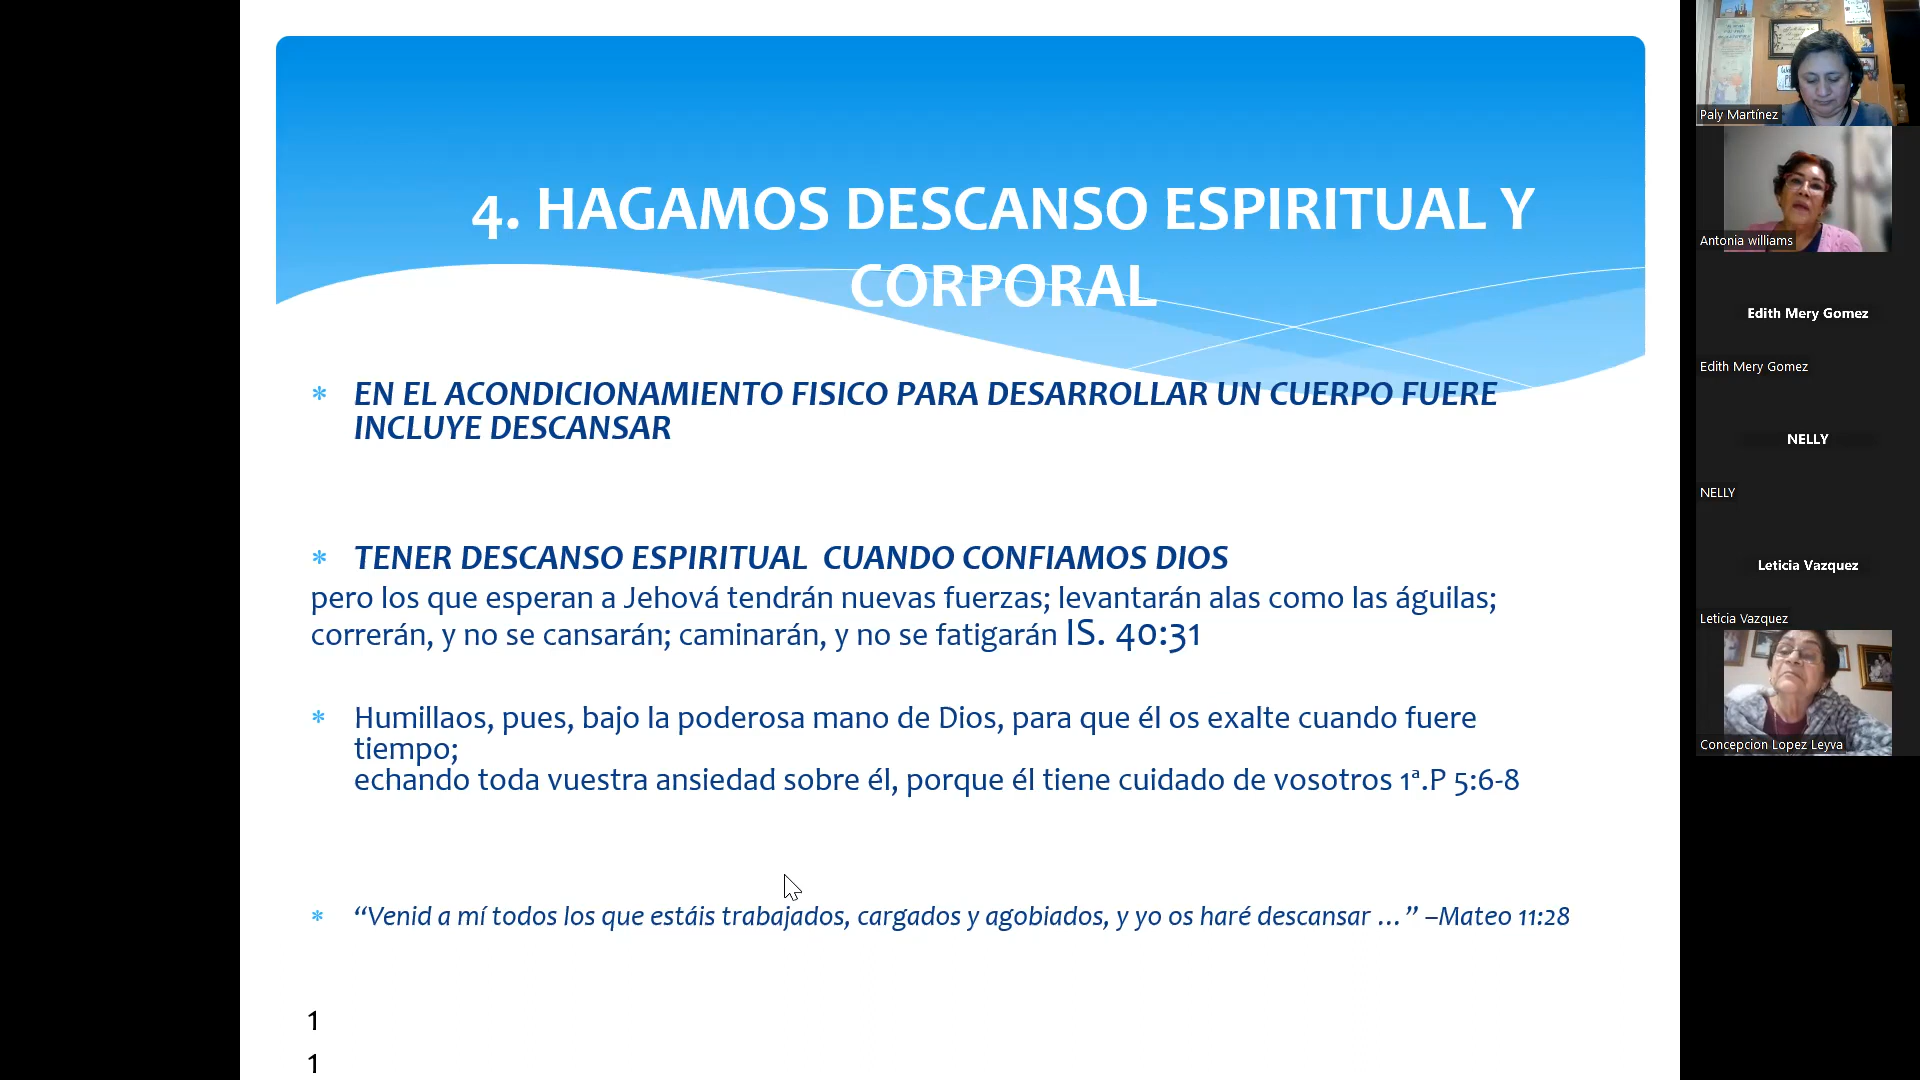 4. HAGAMOS DESCANSO ESPIRITUAL Y
CORPORAL
* EN EL ACONDICIONAMIENTO FISICO PARA DESARROLLAR UN CUERPO FUERE
INCLUYE DESCANSAR
* TENER DESCANSO ESPIRITUAL CUANDO CONFIAMOS DIOS
pero los que esperan a Jehová tendrán nuevas fuerzas; levantarán alas como las águilas;
correrán, y no se cansarán; caminarán, y no se fatigarán IS. 40:31
* Humillaos, pues, bajo la poderosa mano de Dios, para que él os exalte cuando fuere
tiempo;
echando toda vuestra ansiedad sobre él, porque él tiene cuidado de vosotros 1ª.P 5:6-8
* “Venid a mí todos los que estáis trabajados, cargados y agobiados, y yo os haré descansar ...” –Mateo 11:28
1
1
Paly Martínez
Antonia williams
Edith Mery Gomez
Edith Mery Gomez
NELLY
NELLY
Leticia Vazquez
Leticia Vazquez
Concepcion Lopez Leyva